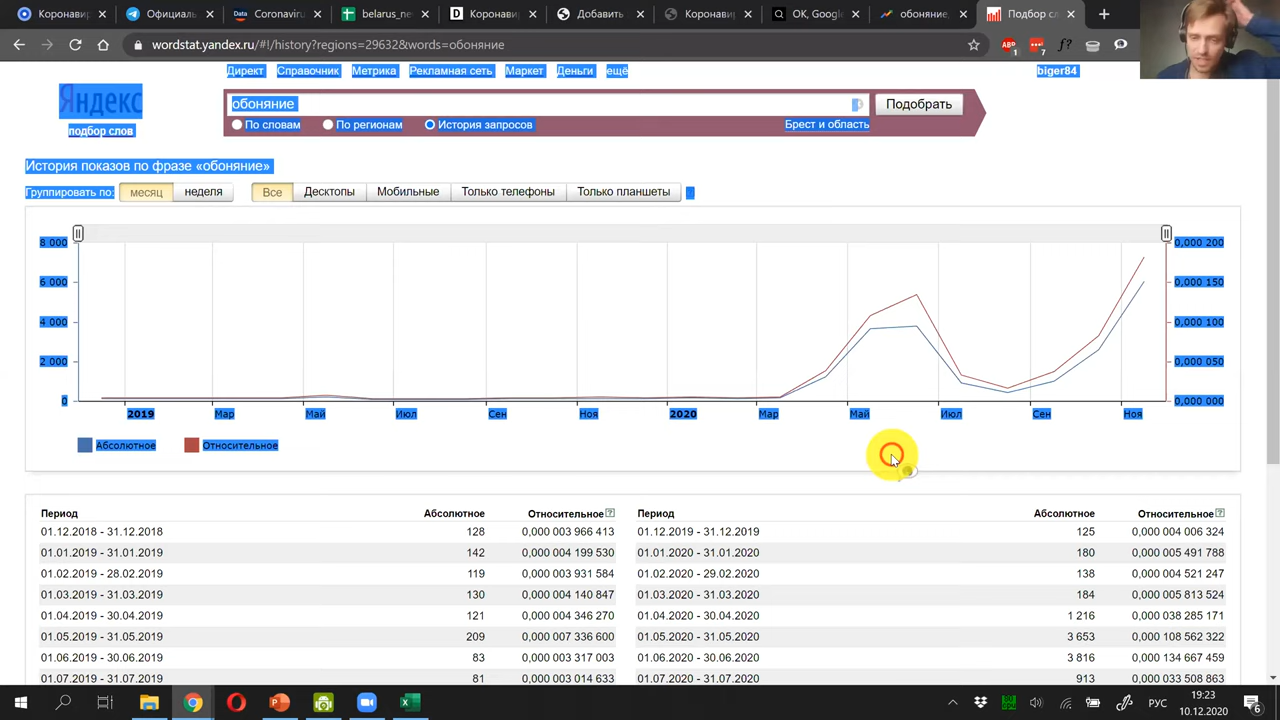 Коронави
Официаль
Coronaviru
belarus_ne
Коронави
Добавить
Коронави
OK, Google
обоняние
Подбор сл
wordstat.yandex.ru/#!/history?regions=29632&words=обоняние
Директ Справочник Метрика Рекламная сеть Маркет Деньги ещё
biger84
Яндекс
подбор слов
обоняние
Подобрать
По словам По регионам История запросов
Брест и область
История показов по фразе «обоняние»
Группировать по: месяц неделя Все Десктопы Мобильные Только телефоны Только планшеты
8 000 0,000 200
6 000 0,000 150
4 000 0,000 100
2 000 0,000 050
0 0,000 000
2019 Мар Май Июл Сен Ноя 2020 Мар Май Июл Сен Ноя
Абсолютное Относительное
Период Абсолютное Относительное Период Абсолютное Относительное
01.12.2018 - 31.12.2018 128 0,000 003 966 413 01.12.2019 - 31.12.2019 125 0,000 004 006 324
01.01.2019 - 31.01.2019 142 0,000 004 199 530 01.01.2020 - 31.01.2020 180 0,000 005 491 788
01.02.2019 - 28.02.2019 119 0,000 003 931 584 01.02.2020 - 29.02.2020 138 0,000 004 521 247
01.03.2019 - 31.03.2019 130 0,000 004 140 847 01.03.2020 - 31.03.2020 184 0,000 005 813 524
01.04.2019 - 30.04.2019 121 0,000 004 346 270 01.04.2020 - 30.04.2020 1 216 0,000 038 285 171
01.05.2019 - 31.05.2019 209 0,000 007 336 600 01.05.2020 - 31.05.2020 3 653 0,000 108 562 322
01.06.2019 - 30.06.2019 83 0,000 003 317 003 01.06.2020 - 30.06.2020 3 816 0,000 134 667 459
01.07.2019 - 31.07.2019 81 0,000 003 014 633 01.07.2020 - 31.07.2020 913 0,000 033 508 863
РУС
19:23
10.12.2020
6